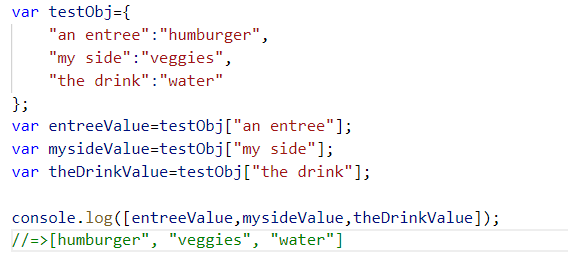 var testObj={
    "an entree":"humburger",
    "my side":"veggies",
    "the drink":"water"
};
var entreeValue=testObj["an entree"];
var mysideValue=testObj["my side"];
var theDrinkValue=testObj["the drink"];

console.log([entreeValue,mysideValue,theDrinkValue]);
//=>[humburger", "veggies", "water"]